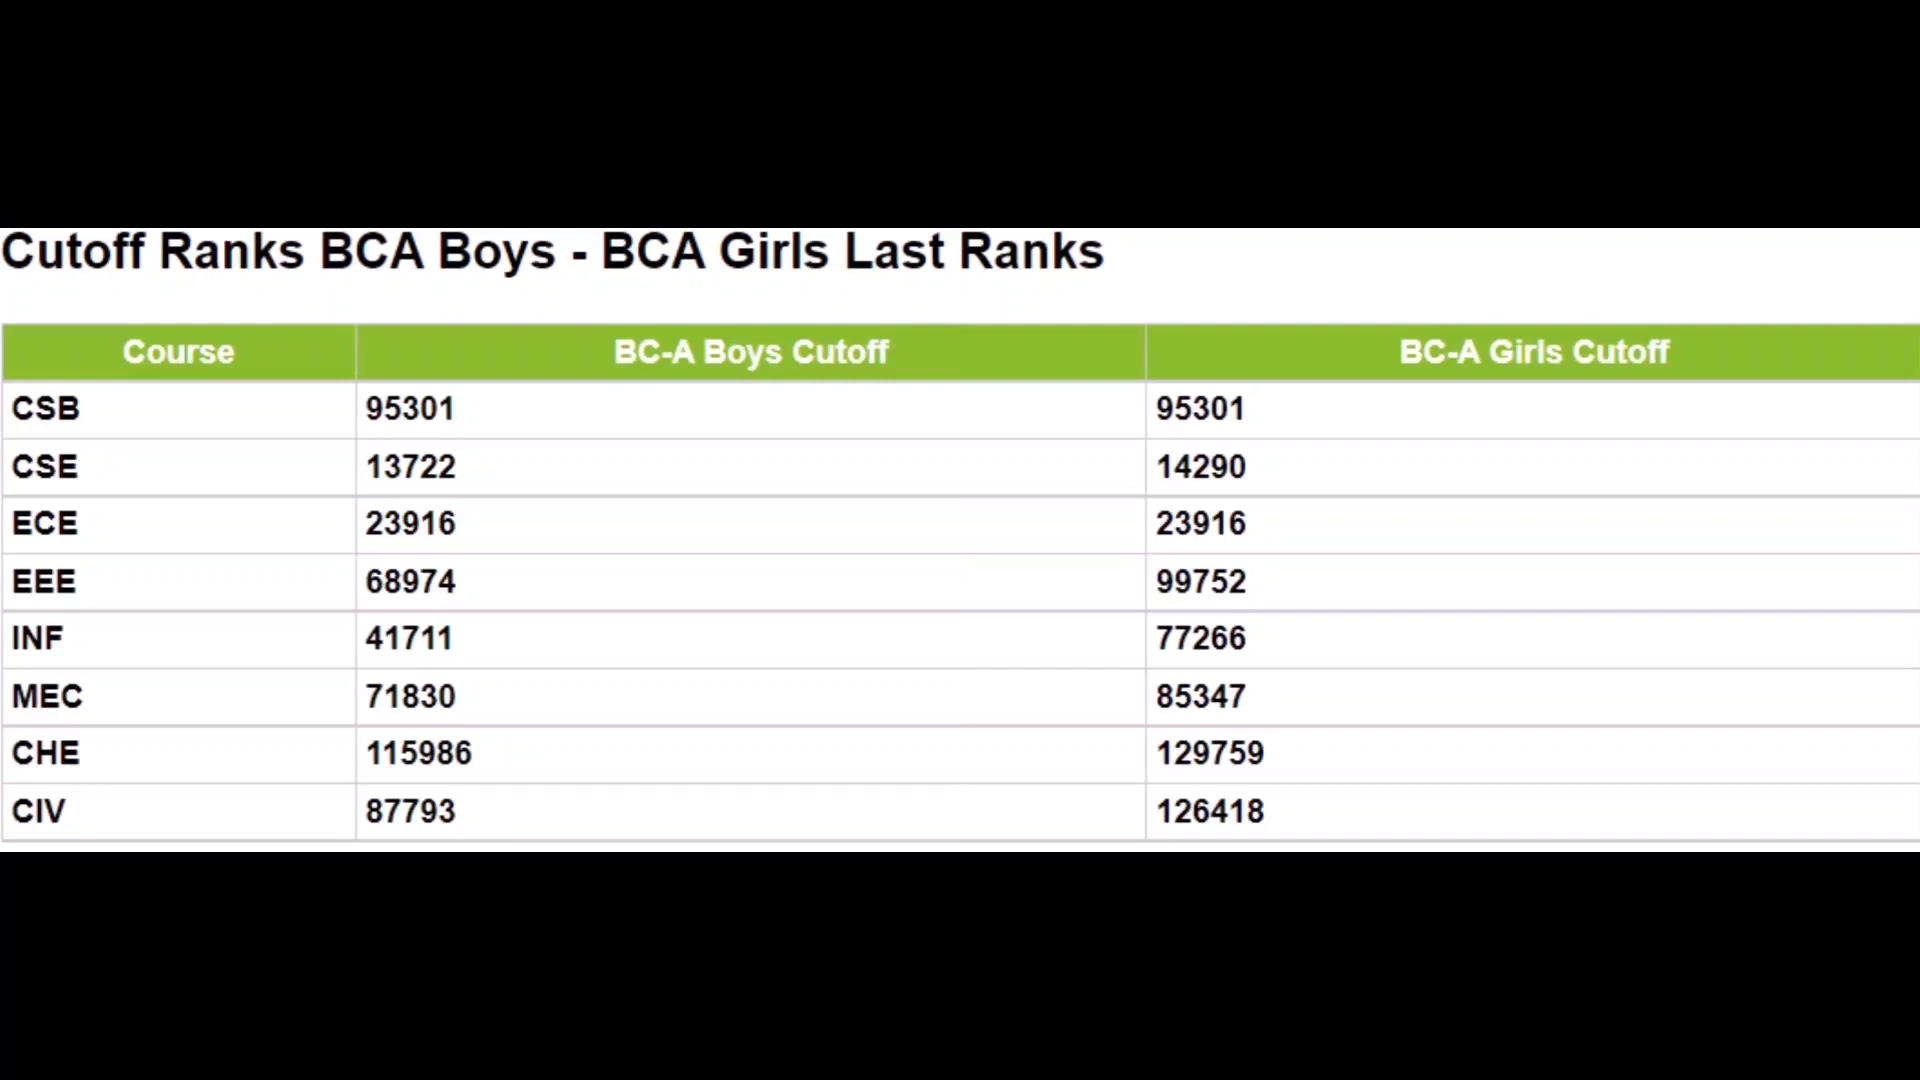 Cutoff Ranks BCA Boys - BCA Girls Last Ranks
Course BC-A Boys Cutoff BC-A Girls Cutoff
CSB 95301 95301
CSE 13722 14290
ECE 23916 23916
EEE 68974 99752
INF 41711 77266
MEC 71830 85347
CHE 115986 129759
CIV 87793 126418